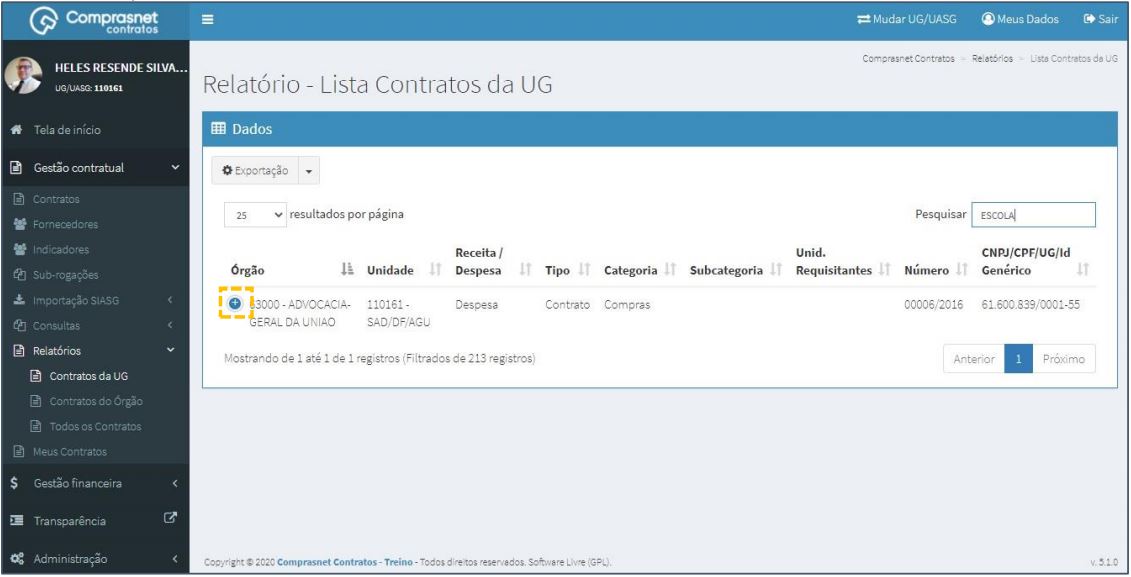 Comprasnet
contratos
Mudar UG/UASG
Meus Dados
Sair
HELES RESENDE SILVA...
UG/UASG: 110161
Comprasnet Contratos > Relatórios > Lista Contratos da UG
Relatório - Lista Contratos da UG
Tela de início
Gestão contratual
Contratos
Fornecedores
Indicadores
Sub-rogações
Importação SIASG
Consultas
Relatórios
Contratos da UG
Contratos do Órgão
Todos os Contratos
Meus Contratos
Gestão financeira
Transparência
Administração
Dados
Exportação
25 resultados por página
Pesquisar ESCOLA
Órgão Unidade Receita / Despesa Tipo Categoria Subcategoria Unid. Requisitantes Número CNPJ/CPF/UG/Id Genérico
63000 - ADVOCACIA- 110161 - Despesa Contrato Compras 00006/2016 61.600.839/0001-55
GERAL DA UNIAO SAD/DF/AGU
Mostrando de 1 até 1 de 1 registros (Filtrados de 213 registros)
Anterior 1 Próximo
Copyright © 2020 Comprasnet Contratos - Treino - Todos direitos reservados. Software Livre (GPL).
v. 5.1.0